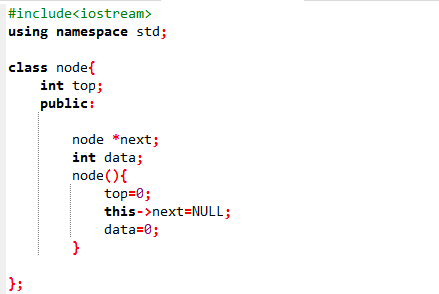 #include<iostream>
using namespace std;
class node{
int top;
public:
node *next;
int data;
node(){
top=0;
this->next=NULL;
data=0;
}
};